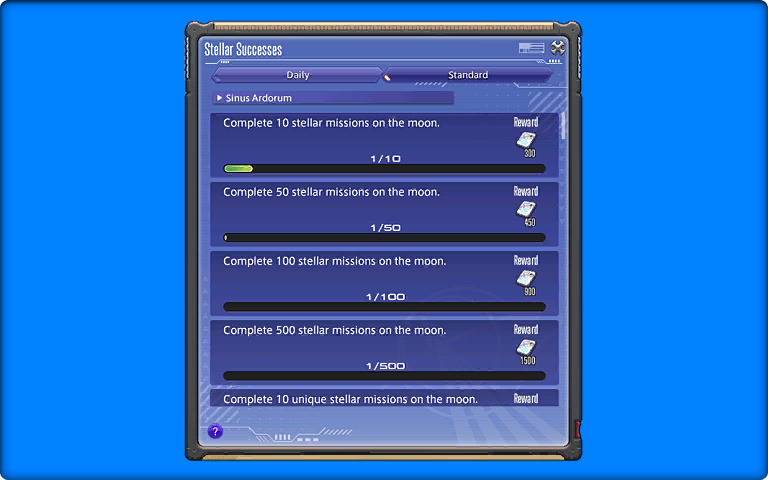 Stellar Successes
Daily
Standard
Sinus Ardorum
Complete 10 stellar missions on the moon.
Reward
1/10
300
Complete 50 stellar missions on the moon.
Reward
1/50
450
Complete 100 stellar missions on the moon.
Reward
1/100
900
Complete 500 stellar missions on the moon.
Reward
1/500
1500
Complete 10 unique stellar missions on the moon.
Reward
?